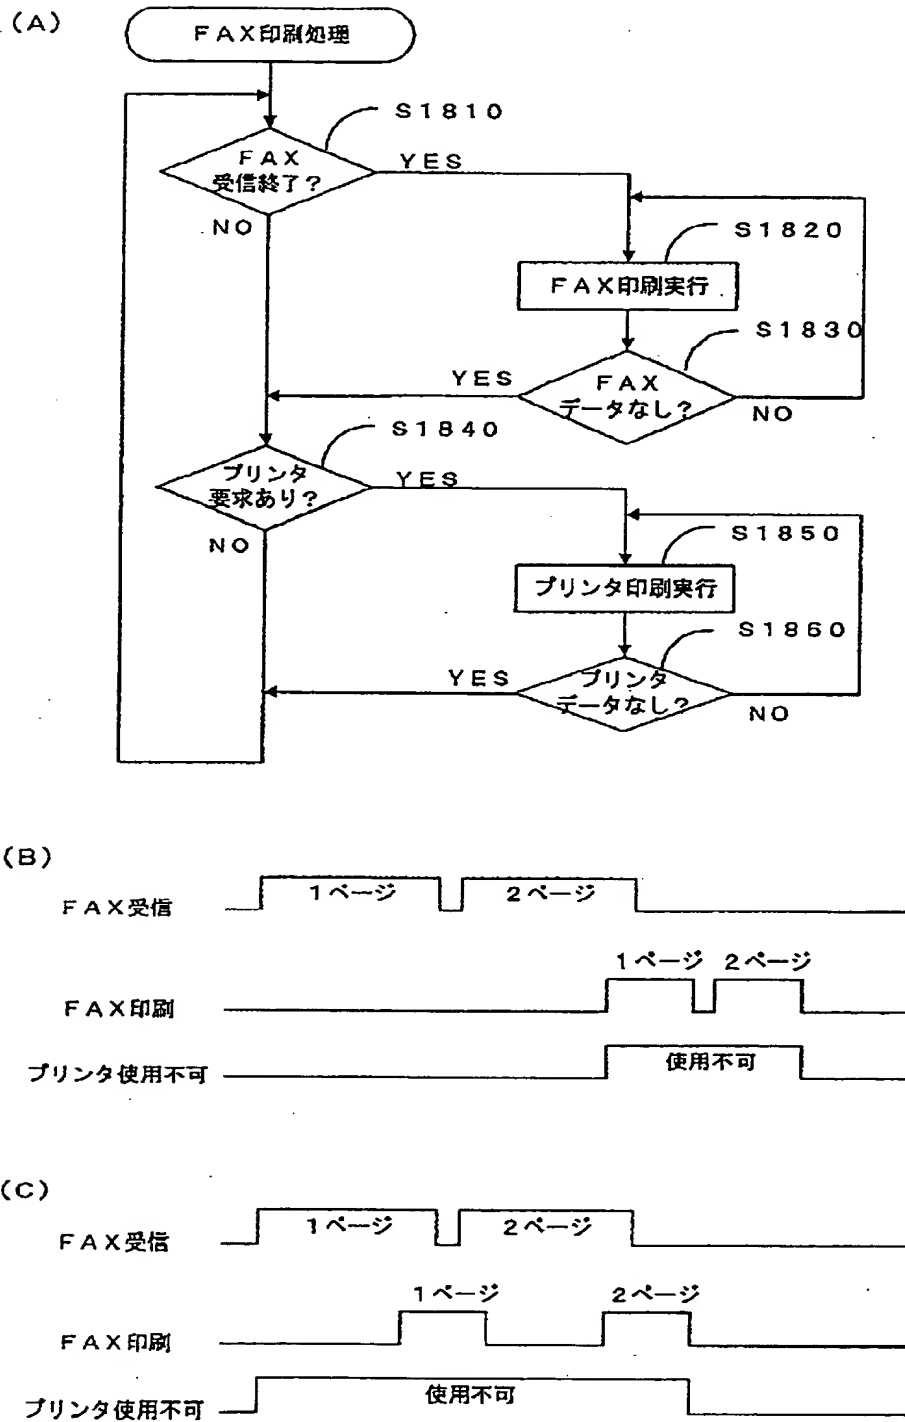 (A)
FAX印刷処理
S1810
FAX
受信終了?
YES
NO
S1820
FAX印刷実行
S1830
FAX
データなし?
YES
NO
S1840
プリンタ
要求あり?
YES
NO
S1850
プリンタ印刷実行
S1860
プリンタ
データなし?
YES
NO
(B)
FAX受信
1ページ
2ページ
FAX印刷
1ページ
2ページ
プリンタ使用不可
使用不可
(C)
FAX受信
1ページ
2ページ
FAX印刷
1ページ
2ページ
プリンタ使用不可
使用不可